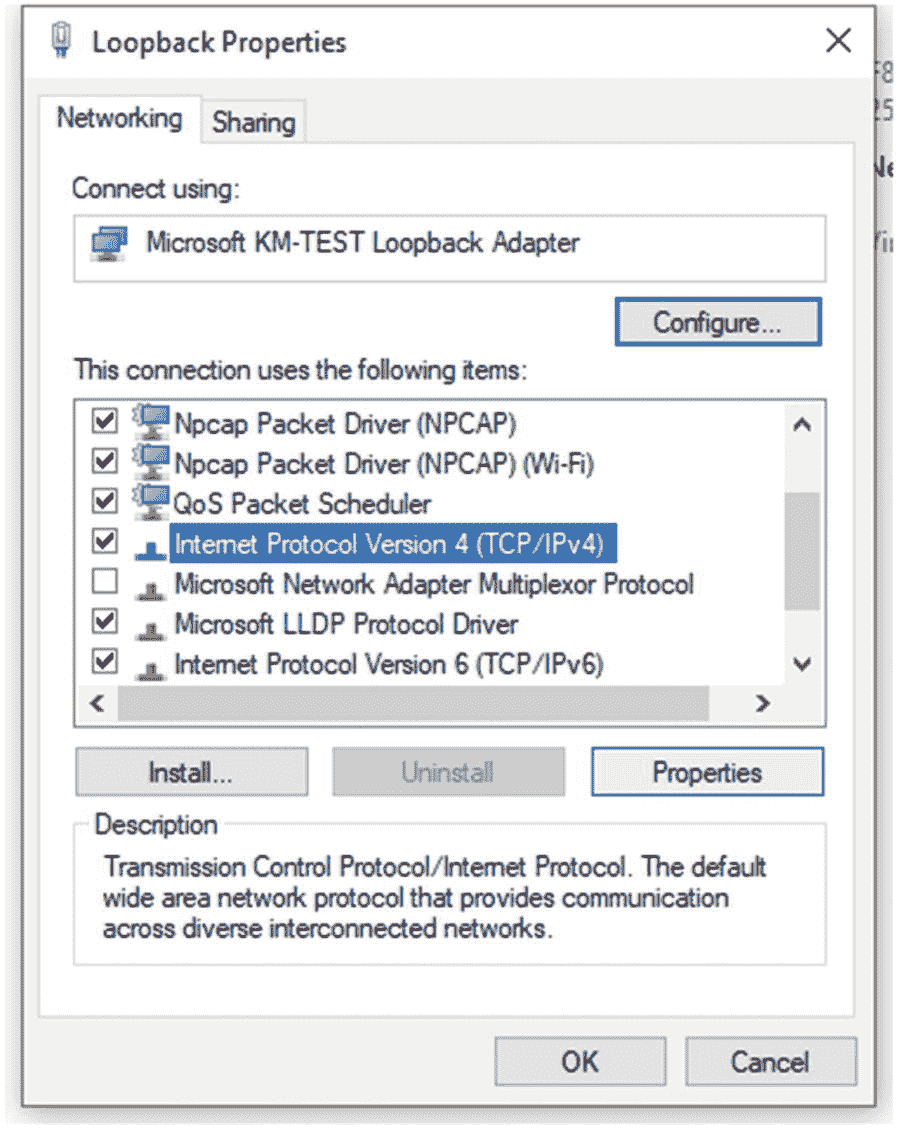 Loopback Properties
Networking
Sharing
Connect using:
Microsoft KM-TEST Loopback Adapter
Configure...
This connection uses the following items:
Npcap Packet Driver (NPCAP)
Npcap Packet Driver (NPCAP) (Wi-Fi)
QoS Packet Scheduler
Internet Protocol Version 4 (TCP/IPv4)
Microsoft Network Adapter Multiplexor Protocol
Microsoft LLDP Protocol Driver
Internet Protocol Version 6 (TCP/IPv6)
Install...
Uninstall
Properties
Description
Transmission Control Protocol/Internet Protocol. The default
wide area network protocol that provides communication
across diverse interconnected networks.
OK
Cancel